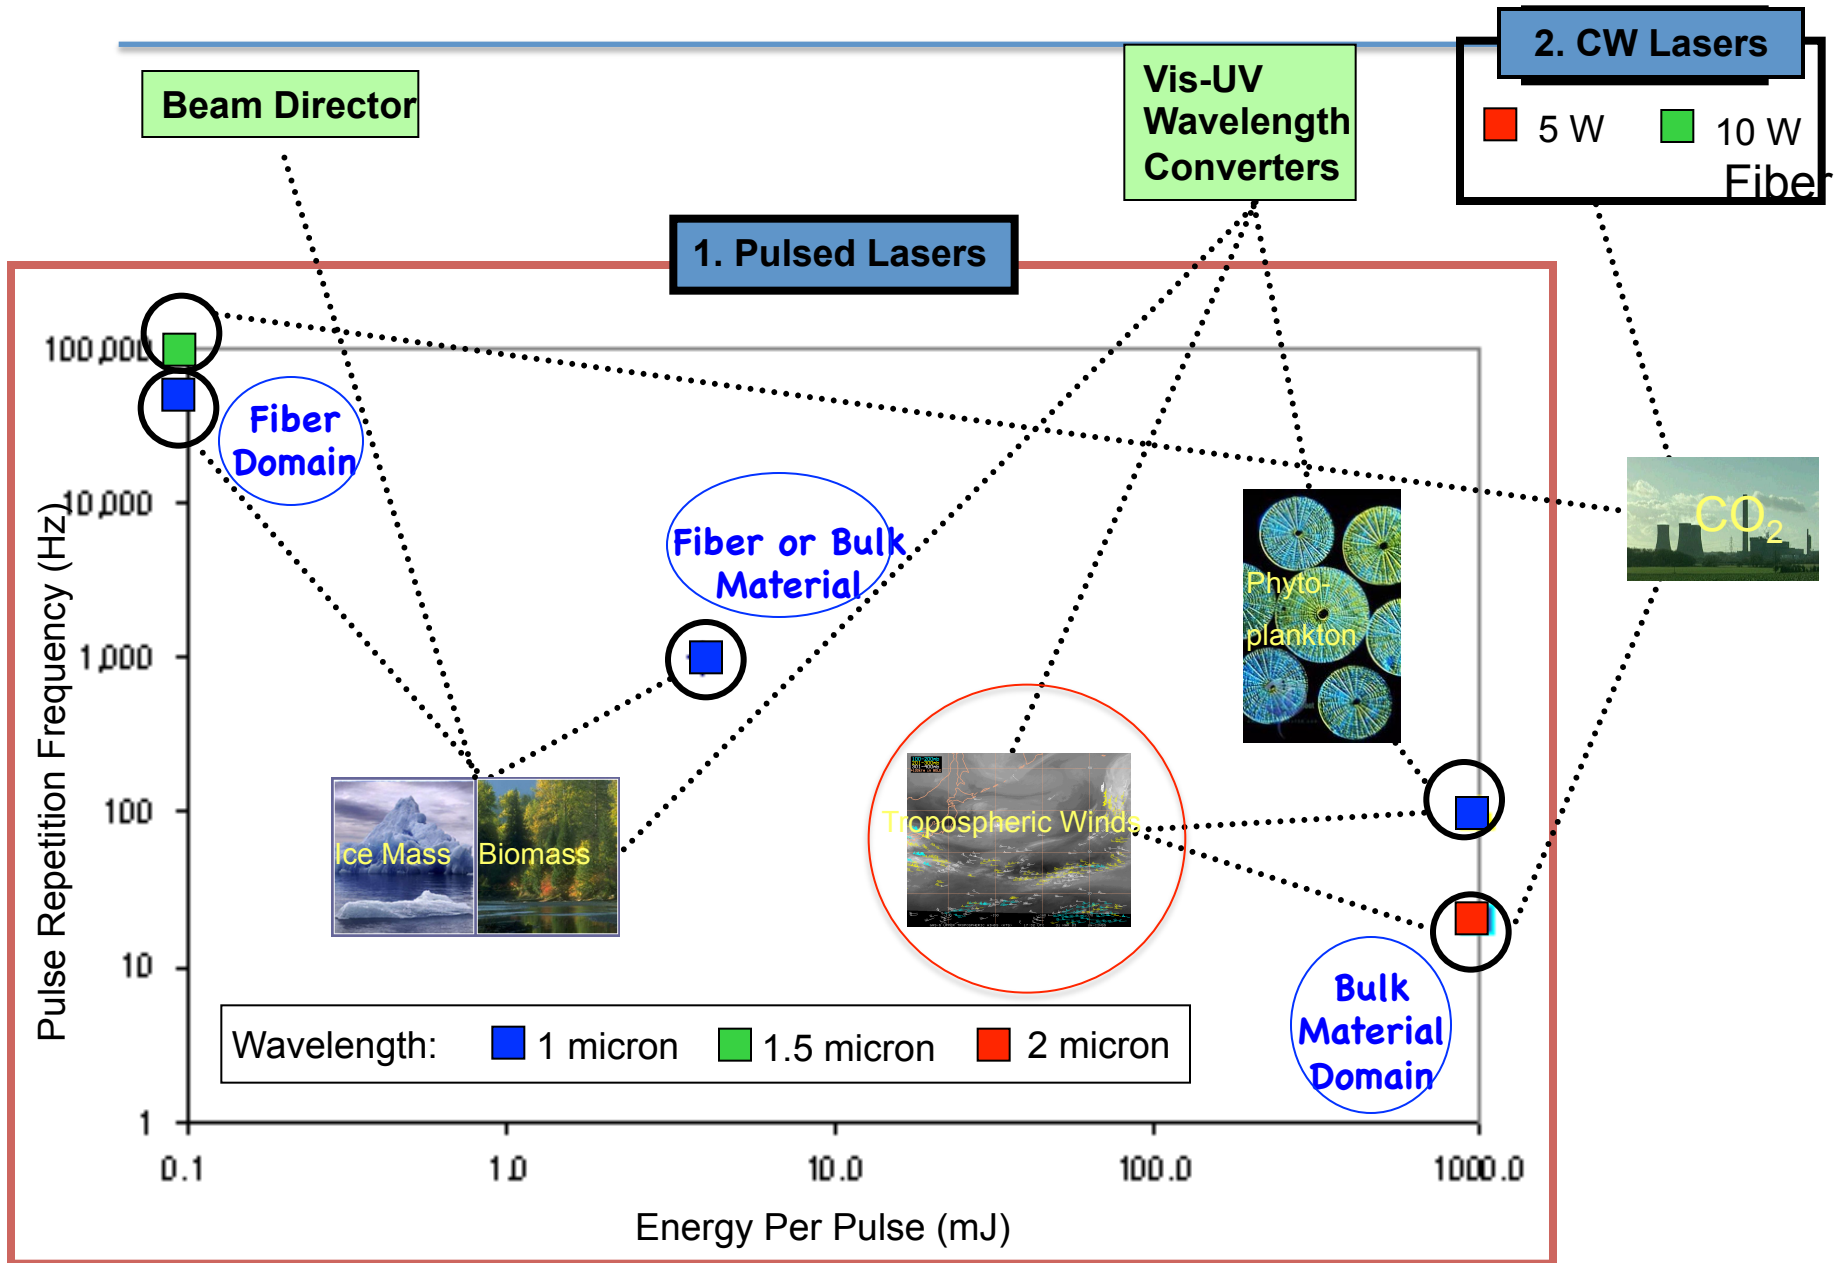 2. CW Lasers
5 W
10 W
Fiber
Beam Director
Vis-UV
Wavelength
Converters
1. Pulsed Lasers
100,000
10,000
1,000
100
10
1
Pulse Repetition Frequency (Hz)
Fiber
Domain
Fiber or Bulk
Material
CO2
Phyto-
plankton
Tropospheric Winds
Ice Mass
Biomass
Bulk
Material
Domain
Wavelength:
1 micron
1.5 micron
2 micron
0.1
1.0
10.0
100.0
1000.0
Energy Per Pulse (mJ)